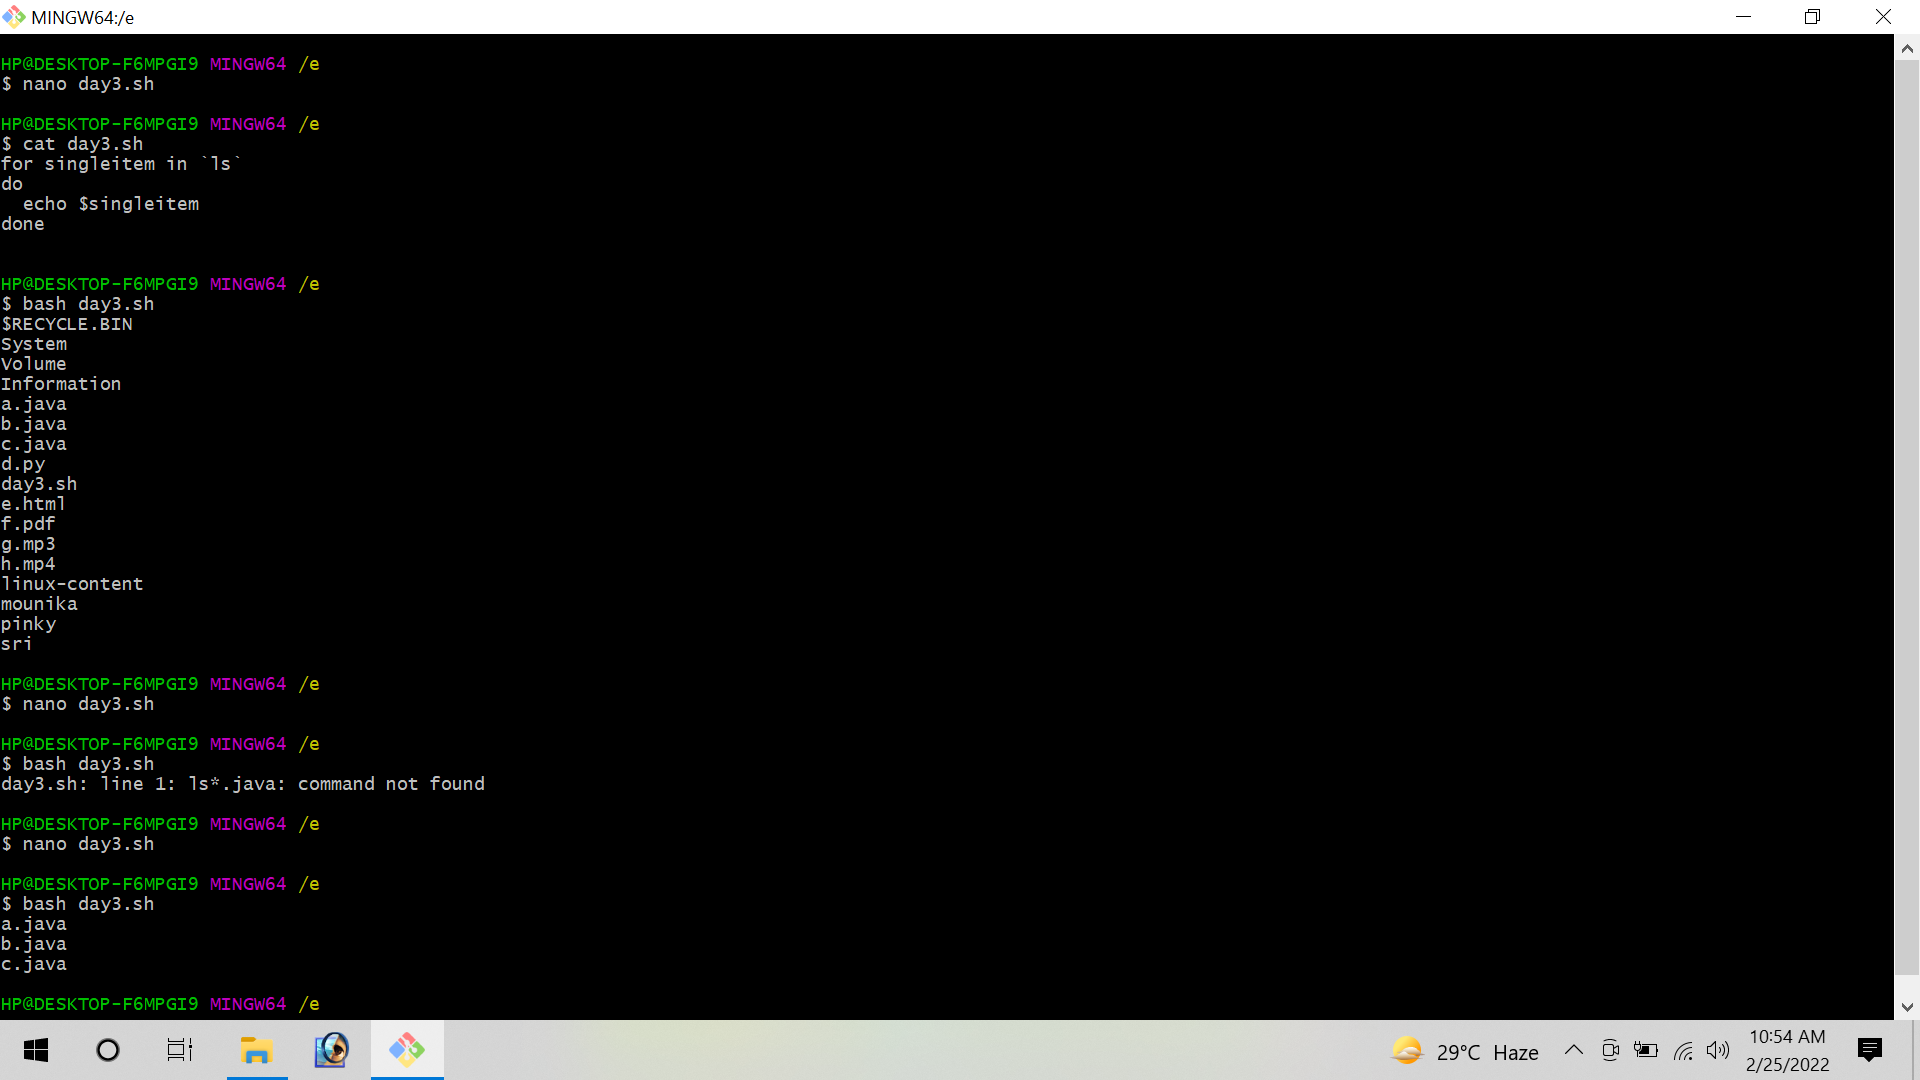 MINGW64:/e
HP@DESKTOP-F6MPGI9 MINGW64 /e
$ nano day3.sh
HP@DESKTOP-F6MPGI9 MINGW64 /e
$ cat day3.sh
for singleitem in `ls`
do
  echo $singleitem
done
HP@DESKTOP-F6MPGI9 MINGW64 /e
$ bash day3.sh
$RECYCLE.BIN
System
Volume
Information
a.java
b.java
c.java
d.py
day3.sh
e.html
f.pdf
g.mp3
h.mp4
linux-content
mounika
pinky
sri
HP@DESKTOP-F6MPGI9 MINGW64 /e
$ nano day3.sh
HP@DESKTOP-F6MPGI9 MINGW64 /e
$ bash day3.sh
day3.sh: line 1: ls*.java: command not found
HP@DESKTOP-F6MPGI9 MINGW64 /e
$ nano day3.sh
HP@DESKTOP-F6MPGI9 MINGW64 /e
$ bash day3.sh
a.java
b.java
c.java
HP@DESKTOP-F6MPGI9 MINGW64 /e
29°C Haze
10:54 AM
2/25/2022